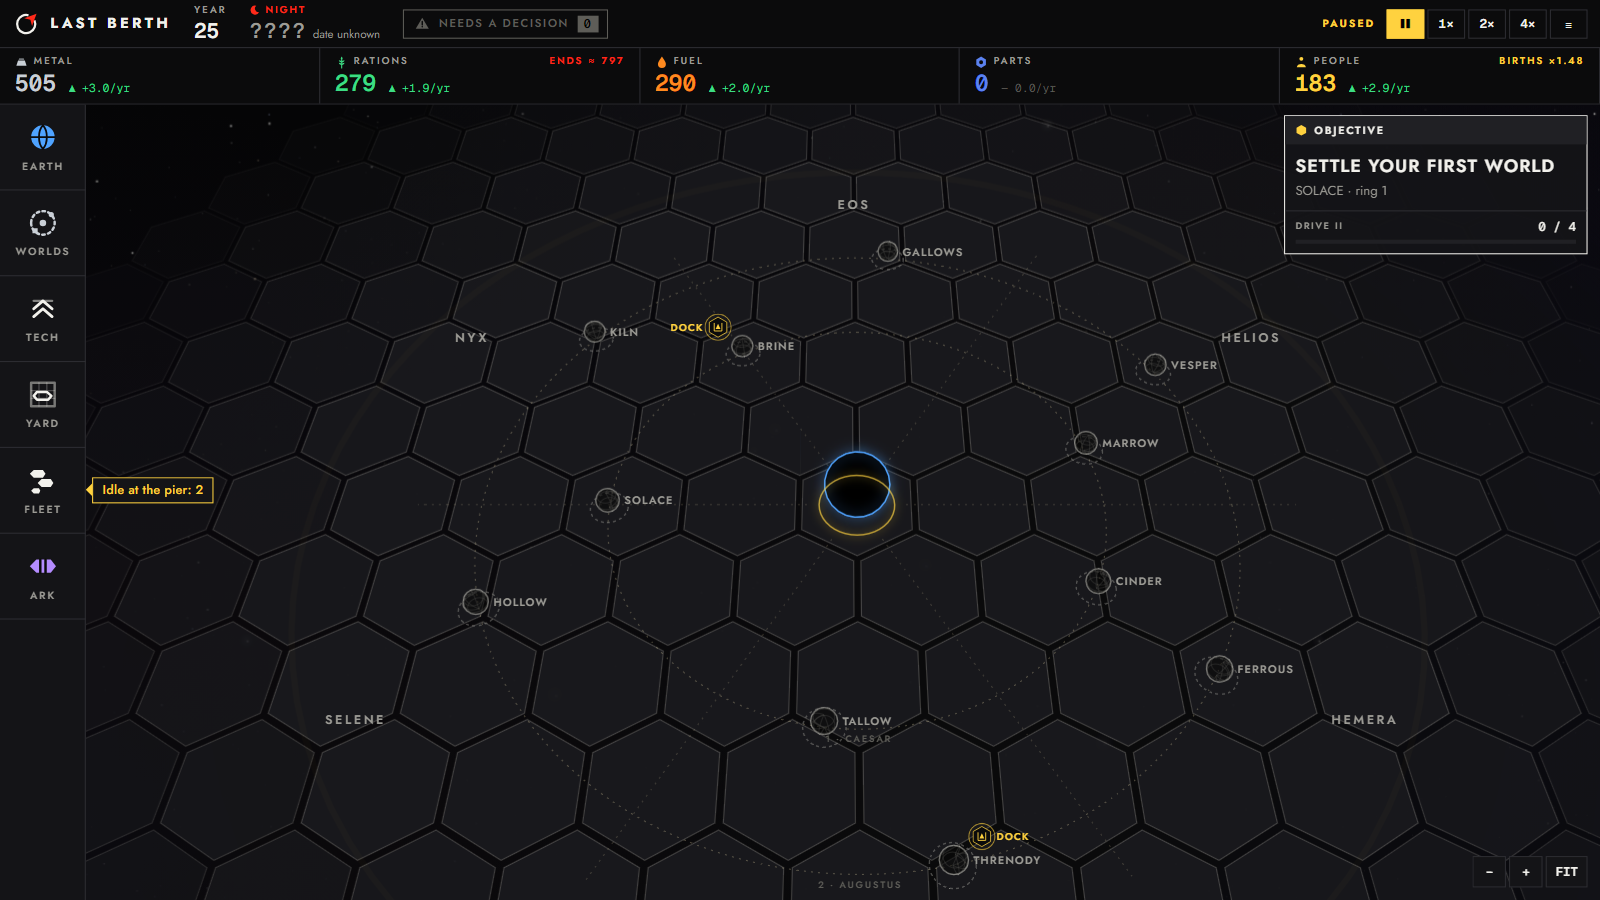 LAST BERTH
YEAR
25
NIGHT
???? date unknown
NEEDS A DECISION 0
PAUSED
1×
2×
4×
≡
METAL
505 ▲ +3.0/yr
RATIONS
ENDS ≈ 797
279 ▲ +1.9/yr
FUEL
290 ▲ +2.0/yr
PARTS
0 — 0.0/yr
PEOPLE
BIRTHS ×1.48
183 ▲ +2.9/yr
EARTH
WORLDS
TECH
YARD
FLEET
ARK
Idle at the pier: 2
OBJECTIVE
SETTLE YOUR FIRST WORLD
SOLACE · ring 1
DRIVE II
0 / 4
EOS
GALLOWS
NYX
KILN
DOCK
BRINE
HELIOS
VESPER
MARROW
SOLACE
CINDER
HOLLOW
FERROUS
SELENE
TALLOW
CAESAR
HEMERA
DOCK
THRENODY
2 · AUGUSTUS
−
+
FIT